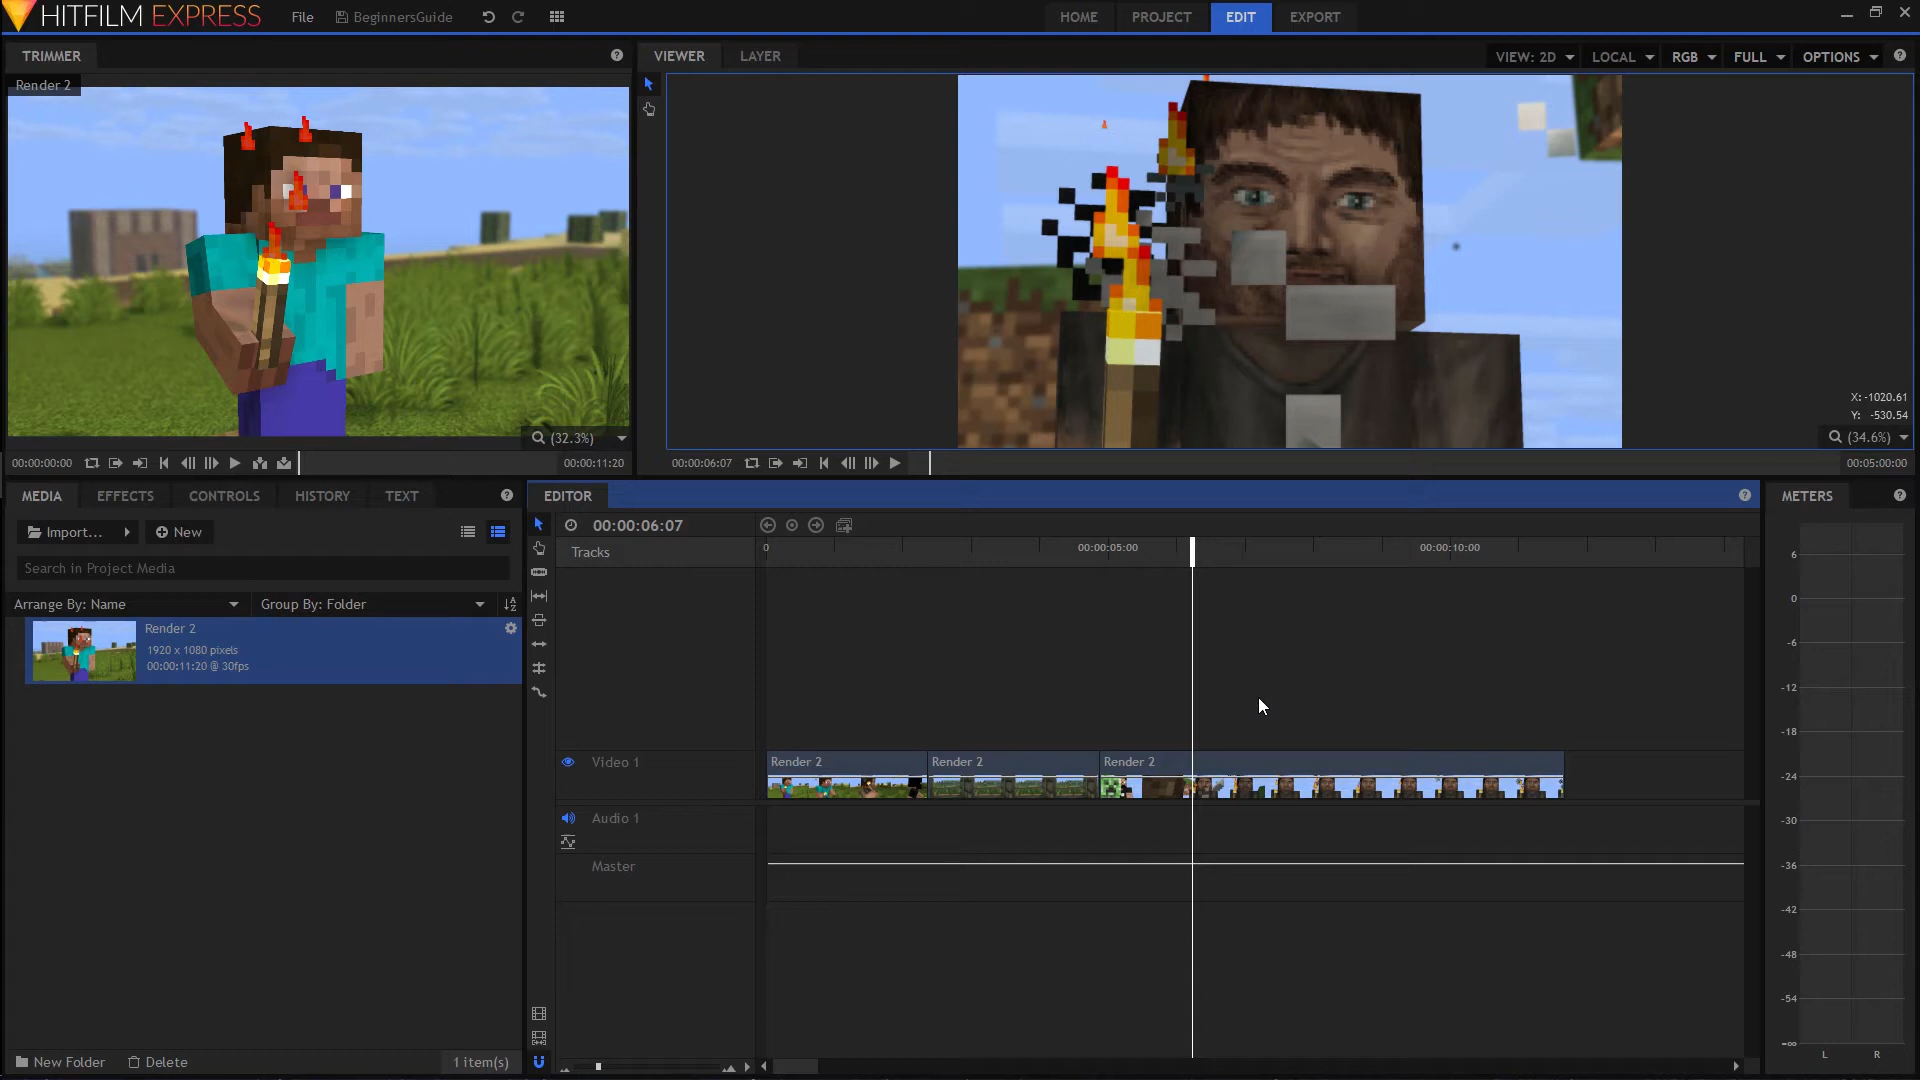 HITFILM EXPRESS
File
BeginnersGuide
HOME
PROJECT
EDIT
EXPORT
TRIMMER
VIEWER
LAYER
VIEW: 2D
LOCAL
RGB
FULL
OPTIONS
Render 2
X: -1020.61
Y: -530.54
(32.3%)
(34.6%)
00:00:00:00
00:00:11:20
00:00:06:07
00:05:00:00
MEDIA
EFFECTS
CONTROLS
HISTORY
TEXT
EDITOR
METERS
Import...
New
00:00:06:07
Tracks
0
00:00:05:00
00:00:10:00
Search in Project Media
Arrange By: Name
Group By: Folder
Render 2
1920 x 1080 pixels
00:00:11:20 @ 30fps
Video 1
Render 2
Render 2
Render 2
Audio 1
Master
6
0
-6
-12
-18
-24
-30
-36
-42
-48
-54
-∞
L
R
New Folder
Delete
1 item(s)